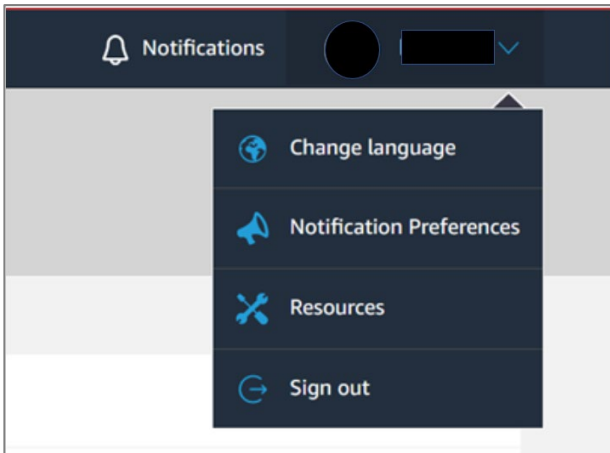 Notifications
Change language
Notification Preferences
Resources
Sign out